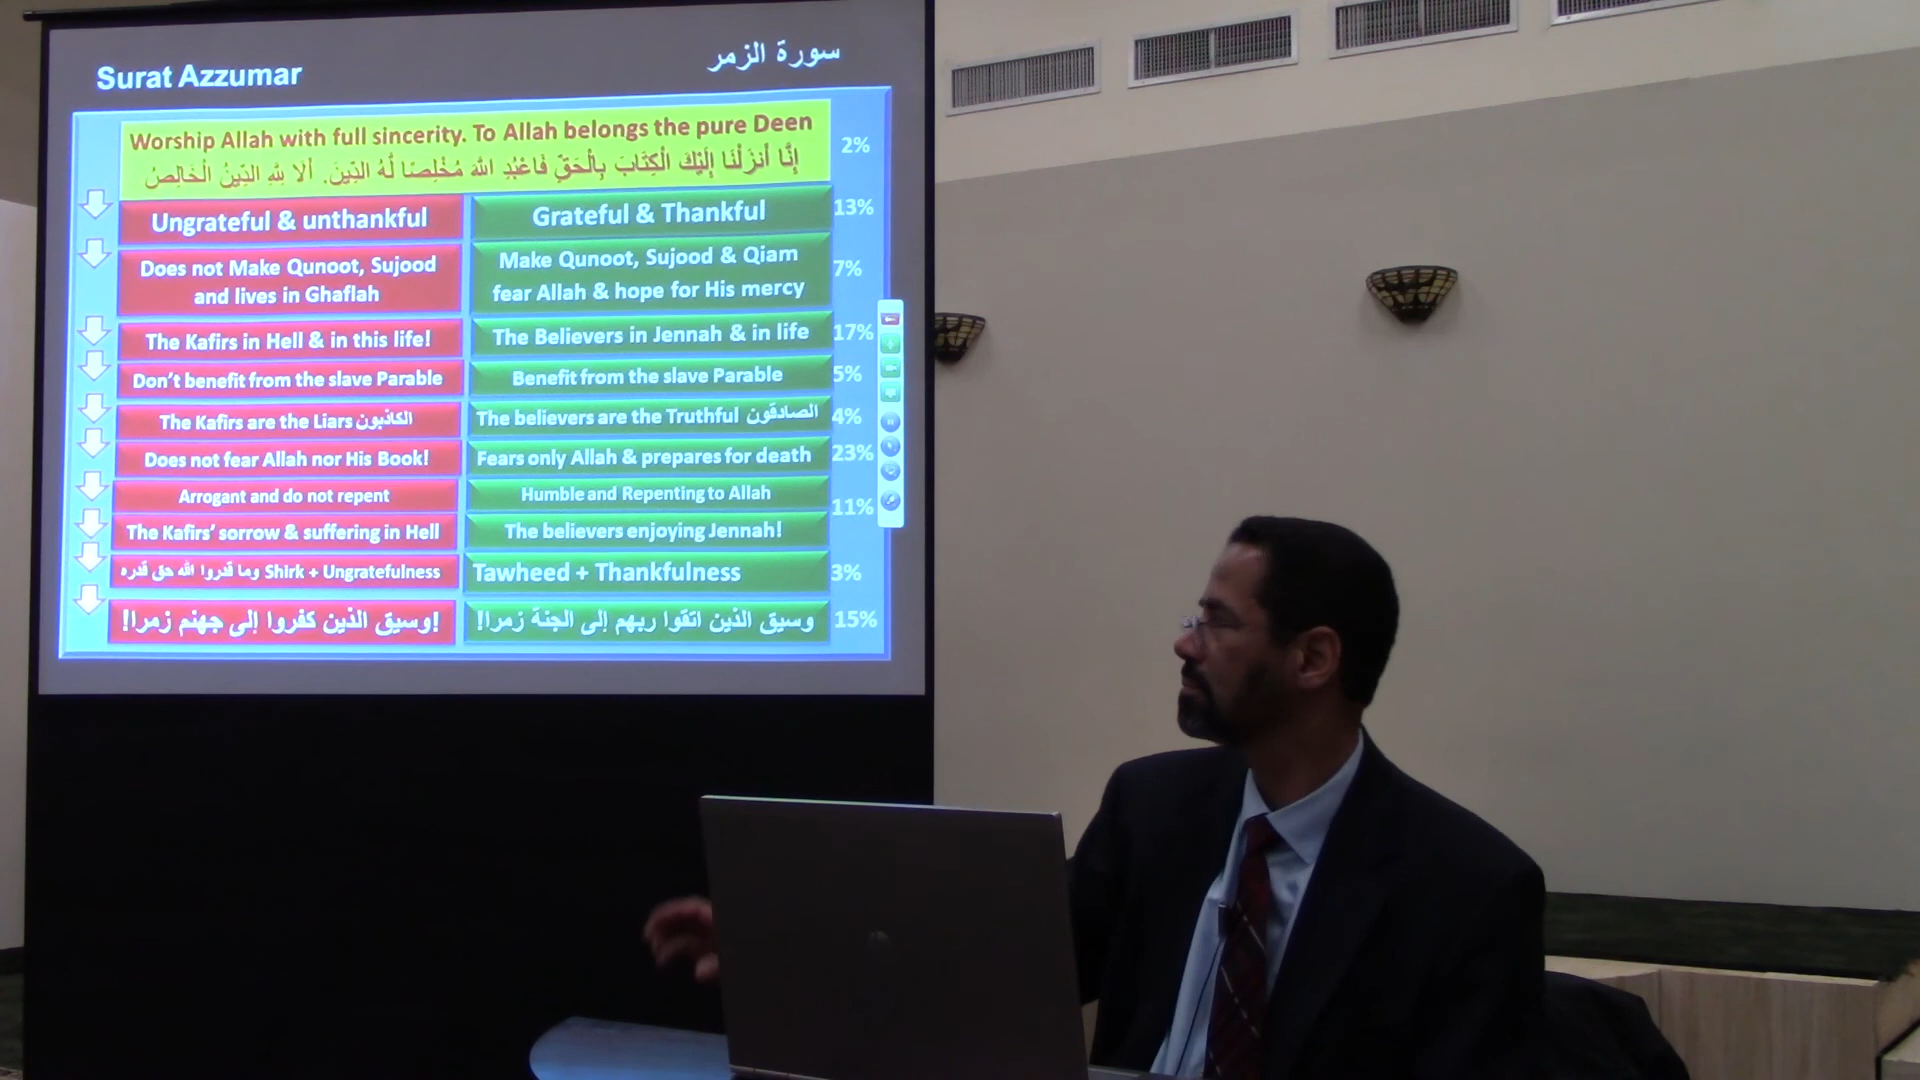 Surat Azzumar
سورة الزمر
Worship Allah with full sincerity. To Allah belongs the pure Deen
إِنَّا أَنزَلْنَا إِلَيْكَ الْكِتَابَ بِالْحَقِّ فَاعْبُدِ اللَّهَ مُخْلِصًا لَّهُ الدِّينَ. أَلَا لِلَّهِ الدِّينُ الْخَالِصُ
2%
Ungrateful & unthankful
Grateful & Thankful
13%
Does not Make Qunoot, Sujood
and lives in Ghaflah
Make Qunoot, Sujood & Qiam
fear Allah & hope for His mercy
7%
The Kafirs in Hell & in this life!
The Believers in Jennah & in life
17%
Don't benefit from the slave Parable
Benefit from the slave Parable
5%
The Kafirs are the Liars الكاذبون
The believers are the Truthful الصادقون
4%
Does not fear Allah nor His Book!
Fears only Allah & prepares for death
23%
Arrogant and do not repent
Humble and Repenting to Allah
11%
The Kafirs' sorrow & suffering in Hell
The believers enjoying Jennah!
وما قدروا الله حق قدره Shirk + Ungratefulness
Tawheed + Thankfulness
3%
!وسيق الذين كفروا إلى جهنم زمرا!
وسيق الذين اتقوا ربهم إلى الجنة زمرا!
15%